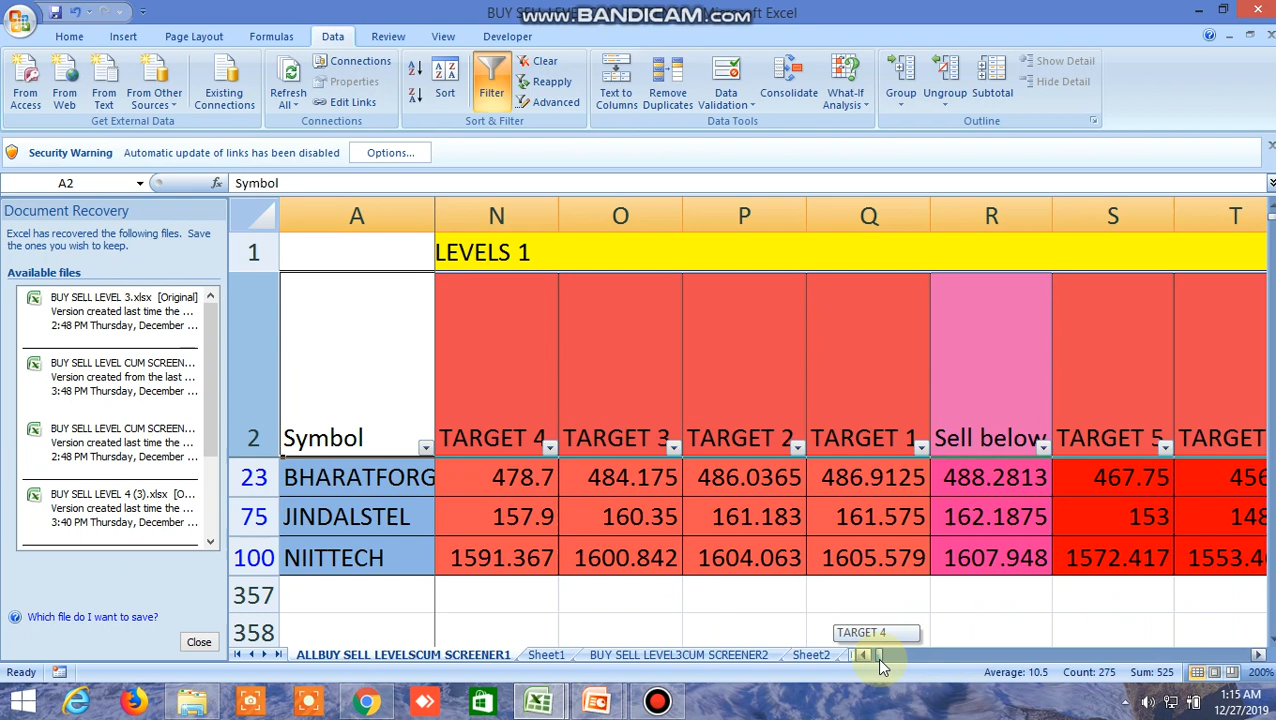 BUY SELL LEVELS
www.BANDICAM.com
Microsoft Excel
Home Insert Page Layout Formulas Data Review View Developer
From Access
From Web
From Text
From Other Sources
Existing Connections
Get External Data
Refresh All
Connections
Properties
Edit Links
Connections
Sort
Filter
Clear
Reapply
Advanced
Sort & Filter
Text to Columns
Remove Duplicates
Data Validation
Consolidate
What-If Analysis
Data Tools
Group
Ungroup
Subtotal
Show Detail
Hide Detail
Outline
Security Warning Automatic update of links has been disabled Options...
A2 fx Symbol
Document Recovery
Excel has recovered the following files. Save
the ones you wish to keep.
Available files
BUY SELL LEVEL 3.xlsx [Original]
Version created last time the ...
2:48 PM Thursday, December ...
BUY SELL LEVEL CUM SCREEN...
Version created from the last ...
3:48 PM Thursday, December ...
BUY SELL LEVEL CUM SCREEN...
Version created last time the ...
2:48 PM Thursday, December ...
BUY SELL LEVEL 4 (3).xlsx [O...
Version created last time the ...
3:40 PM Thursday, December ...
Which file do I want to save?
Close
A N O P Q R S T
1 LEVELS 1
2 Symbol TARGET 4 TARGET 3 TARGET 2 TARGET 1 Sell below TARGET 5 TARGET
23 BHARATFORG 478.7 484.175 486.0365 486.9125 488.2813 467.75 456
75 JINDALSTEL 157.9 160.35 161.183 161.575 162.1875 153 148
100 NIITTECH 1591.367 1600.842 1604.063 1605.579 1607.948 1572.417 1553.4
357
358
TARGET 4
ALLBUY SELL LEVELSCUM SCREENER1 Sheet1 BUY SELL LEVEL3CUM SCREENER2 Sheet2
Ready Average: 10.5 Count: 275 Sum: 525 200%
1:15 AM
12/27/2019